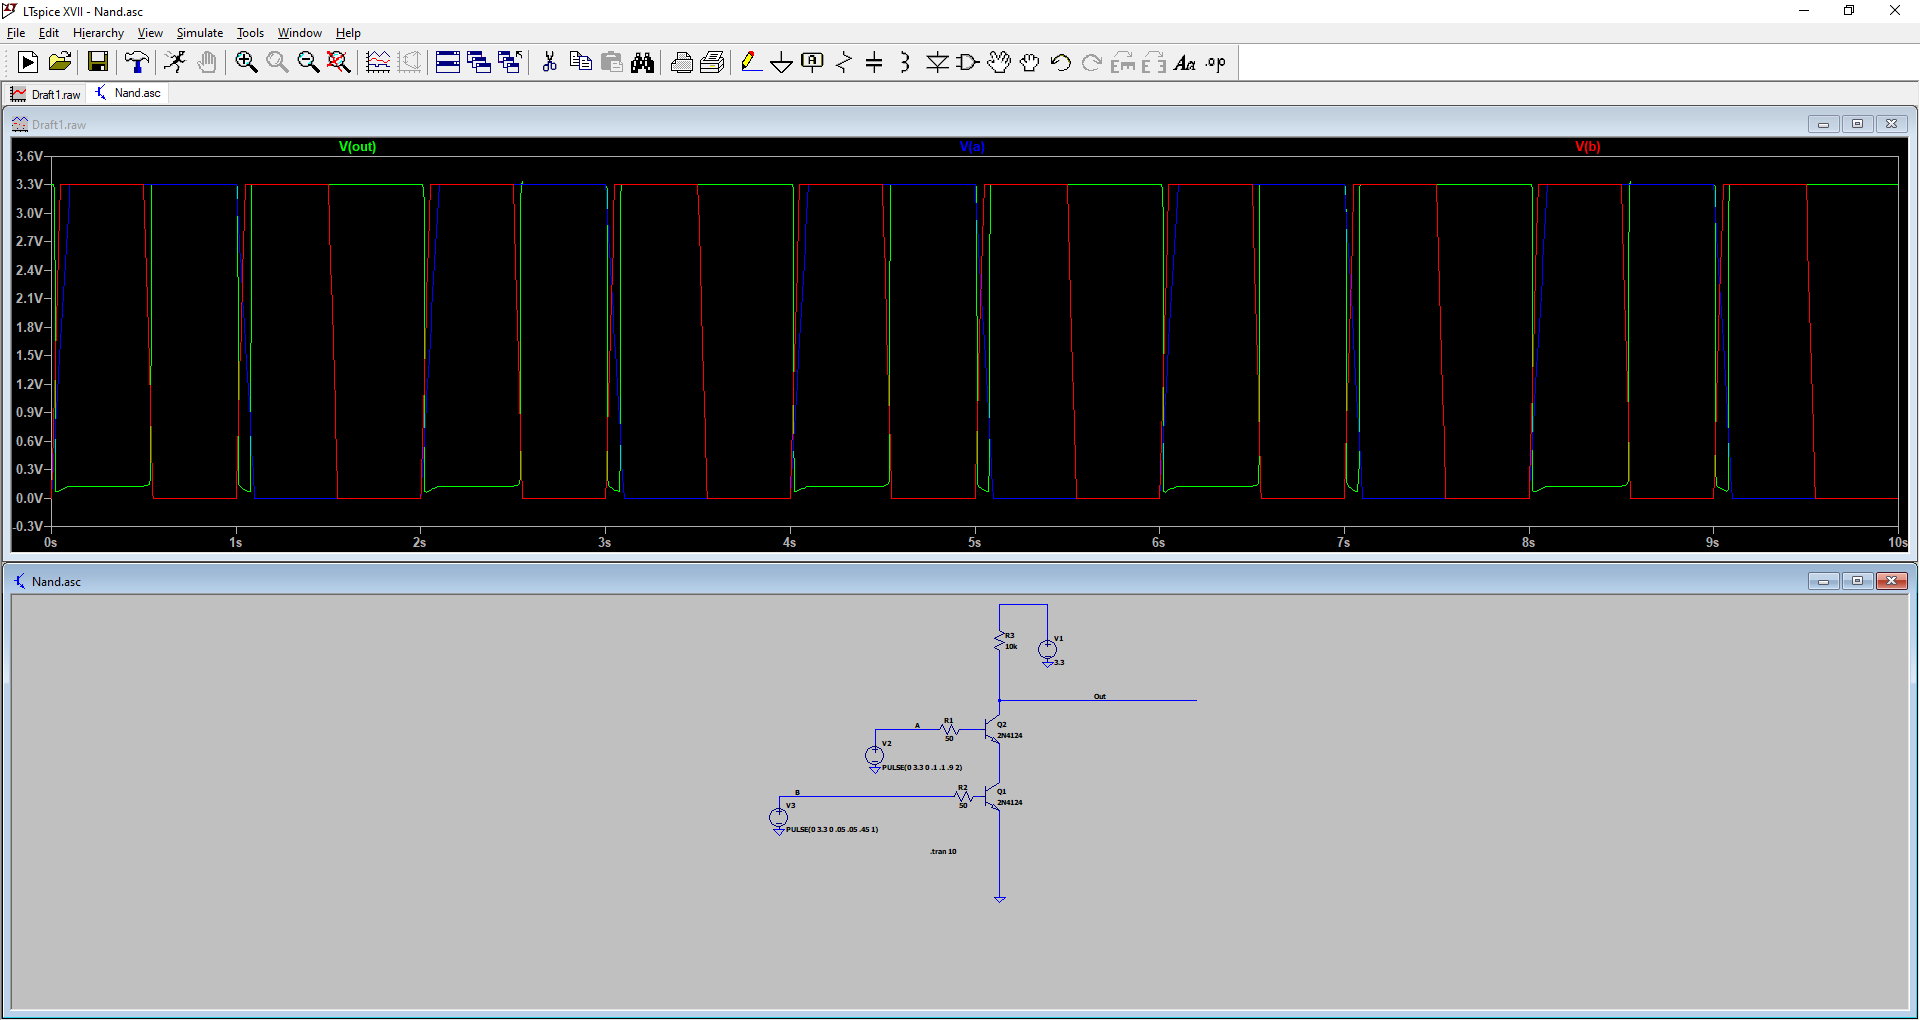 LTspice XVII - Nand.asc
File Edit Hierarchy View Simulate Tools Window Help
A Aa .op
Draft1.raw Nand.asc
Draft1.raw
V(out) V(a) V(b)
3.6V
3.3V
3.0V
2.7V
2.4V
2.1V
1.8V
1.5V
1.2V
0.9V
0.6V
0.3V
0.0V
-0.3V
0s 1s 2s 3s 4s 5s 6s 7s 8s 9s 10s
Nand.asc
R3
10k
V1
3.3
Out
A
R1
50
Q2
2N4124
V2
PULSE(0 3.3 0 .1 .1 .9 2)
B
R2
50
Q1
2N4124
V3
PULSE(0 3.3 0 .05 .05 .45 1)
.tran 10